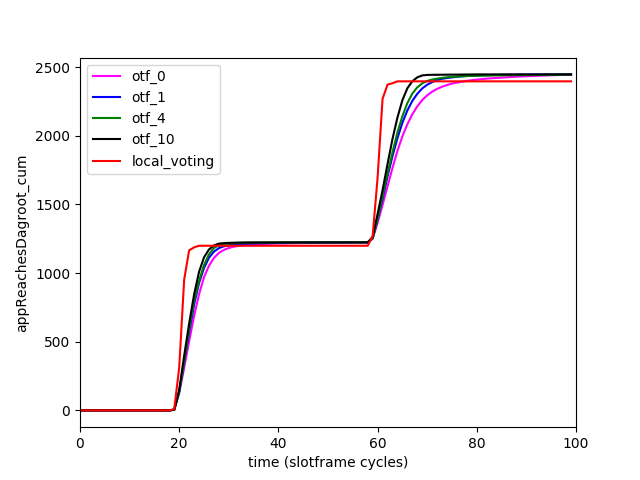 otf_0
otf_1
otf_4
otf_10
local_voting
2500
2000
1500
1000
500
0
appReachesDagroot_cum
0 20 40 60 80 100
time (slotframe cycles)